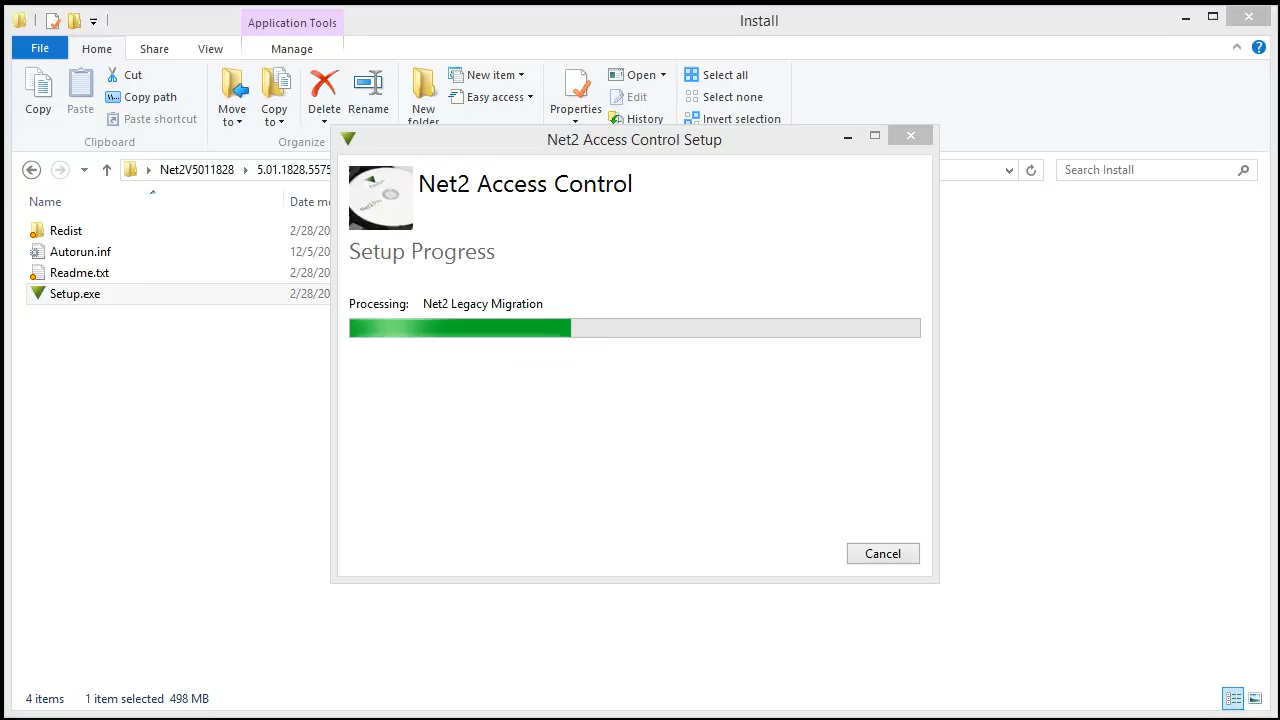 Application Tools
Install
File
Home
Share
View
Manage
Copy
Paste
Cut
Copy path
Paste shortcut
Clipboard
Move to
Copy to
Delete
Rename
Organize
New folder
New item
Easy access
Properties
Open
Edit
History
Select all
Select none
Invert selection
Net2V5011828
5.01.1828.5575
Search Install
Name
Date mo
Redist
2/28/20
Autorun.inf
12/5/20
Readme.txt
2/28/20
Setup.exe
2/28/20
Net2 Access Control Setup
Net2 Access Control
Setup Progress
Processing: Net2 Legacy Migration
Cancel
4 items 1 item selected 498 MB